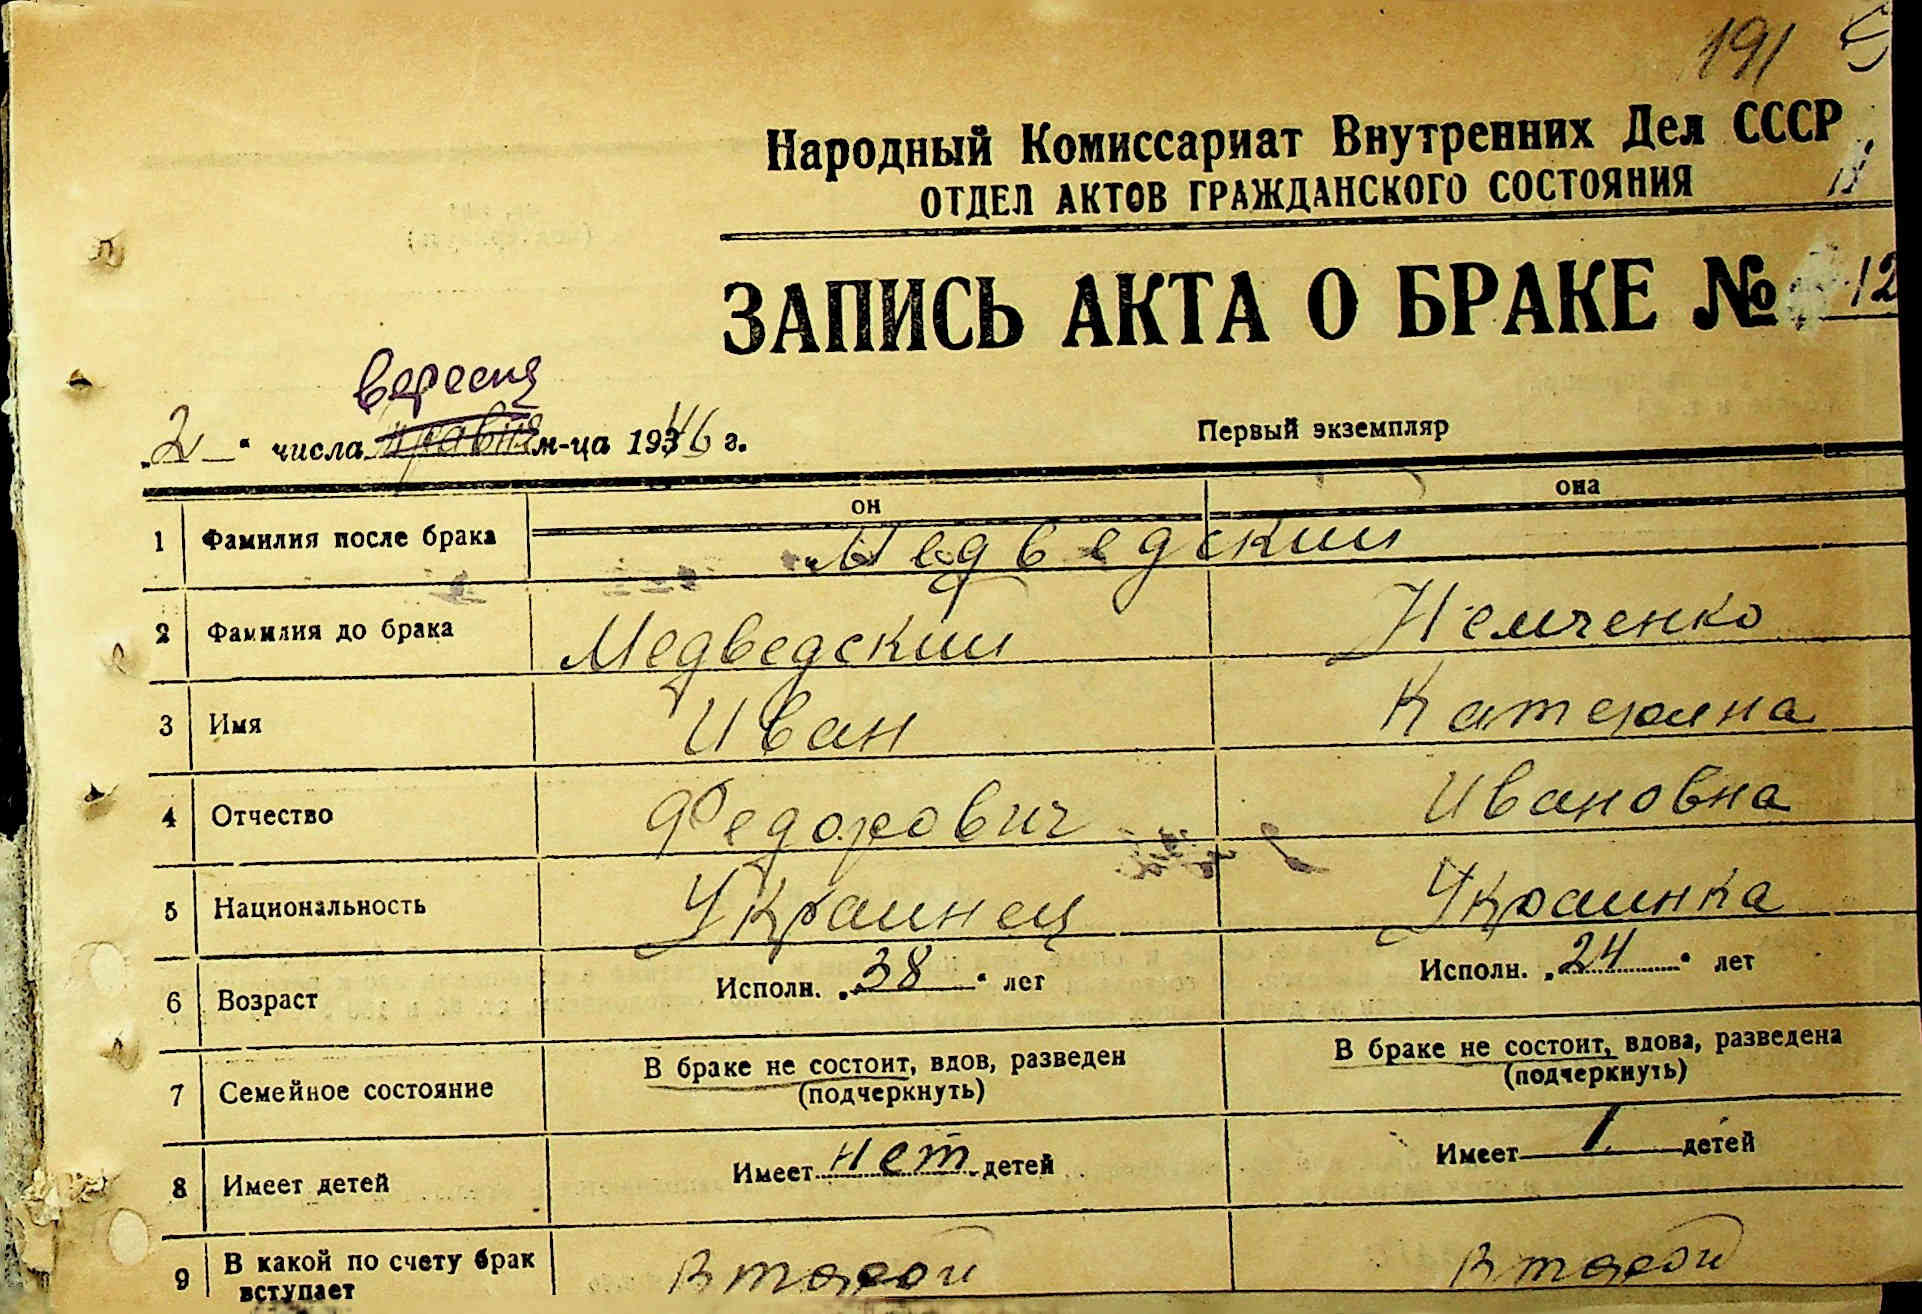 191
Народный Комиссариат Внутренних Дел СССР
ОТДЕЛ АКТОВ ГРАЖДАНСКОГО СОСТОЯНИЯ
ЗАПИСЬ АКТА О БРАКЕ № 12
вересня
„2“ числа травня м-ца 1946 г.
Первый экземпляр
он она
1 Фамилия после брака Медведский
2 Фамилия до брака Медведский Немченко
3 Имя Иван Катерина
4 Отчество Федорович Ивановна
5 Национальность Украинец Украинка
6 Возраст Исполн. „38“ лет Исполн. „24“ лет
7 Семейное состояние В браке не состоит, вдов, разведен (подчеркнуть) В браке не состоит, вдова, разведена (подчеркнуть)
8 Имеет детей Имеет нет детей Имеет 1 детей
9 В какой по счету брак вступает Второй Второй